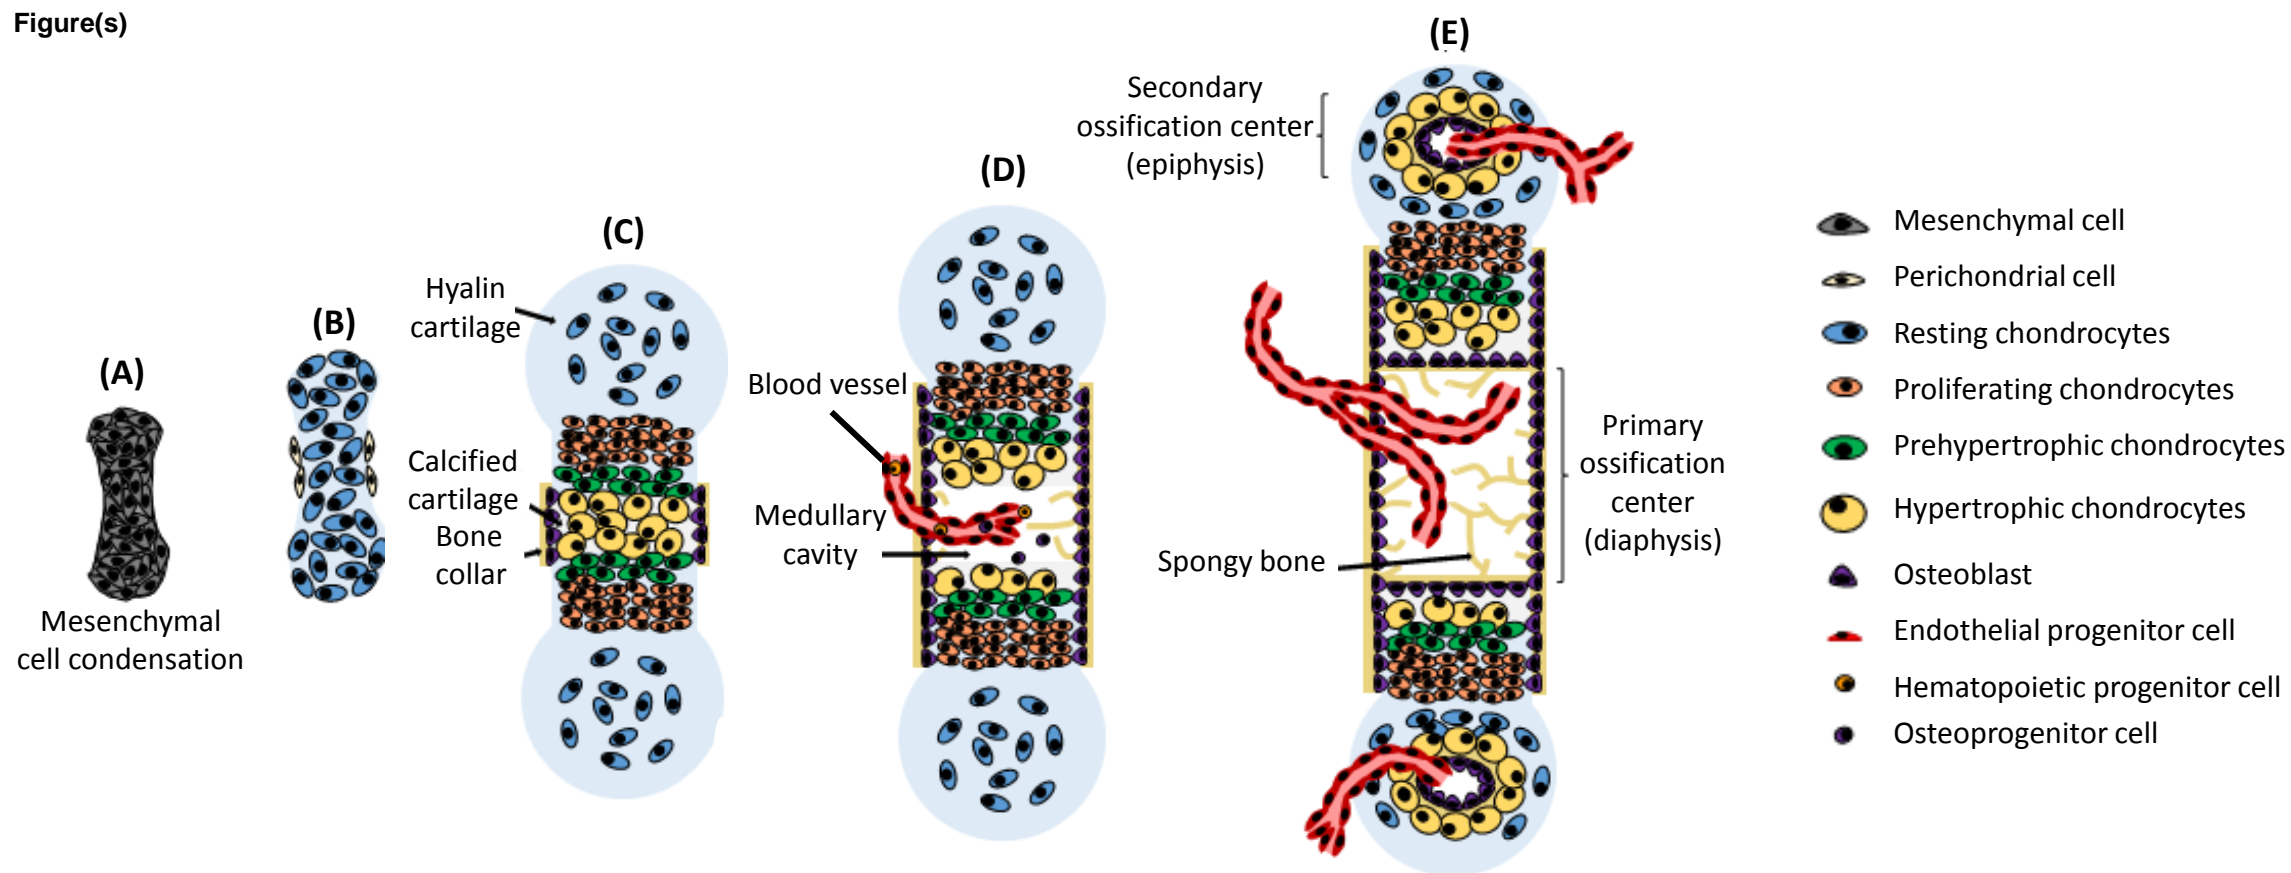 Figure(s)
(A)
Mesenchymal
cell condensation
(B)
(C)
Hyalin
cartilage
Calcified
cartilage
Bone
collar
(D)
Blood vessel
Medullary
cavity
(E)
Secondary
ossification center
(epiphysis)
Spongy bone
Primary
ossification
center
(diaphysis)
Mesenchymal cell
Perichondrial cell
Resting chondrocytes
Proliferating chondrocytes
Prehypertrophic chondrocytes
Hypertrophic chondrocytes
Osteoblast
Endothelial progenitor cell
Hematopoietic progenitor cell
Osteoprogenitor cell